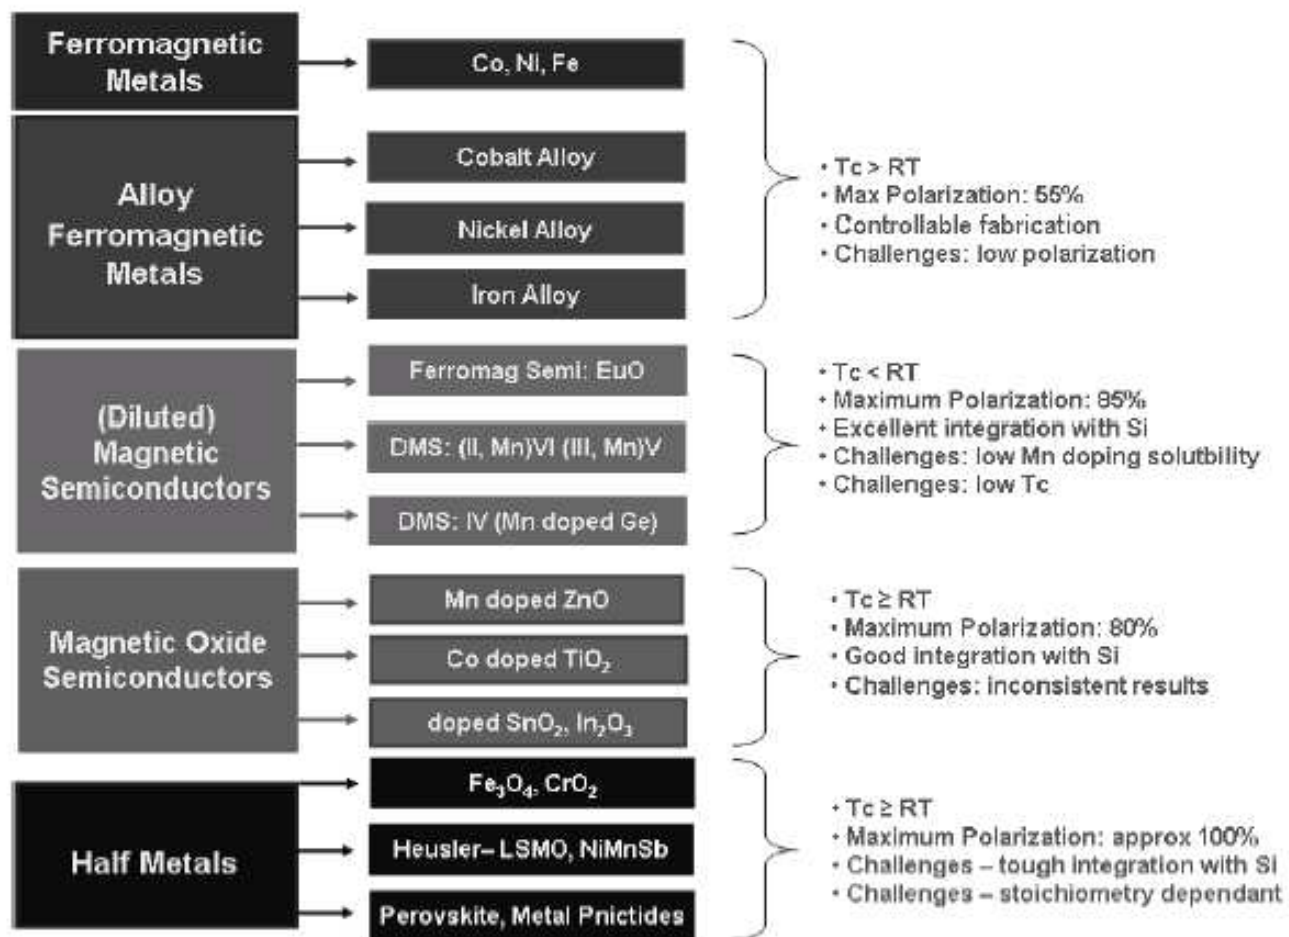 Ferromagnetic
Metals
Co, Ni, Fe
Alloy
Ferromagnetic
Metals
Cobalt Alloy
Nickel Alloy
Iron Alloy
• Tc > RT
• Max Polarization: 55%
• Controllable fabrication
• Challenges: low polarization
(Diluted)
Magnetic
Semiconductors
Ferromag Semi: EuO
DMS: (II, Mn)VI (III, Mn)V
DMS: IV (Mn doped Ge)
• Tc < RT
• Maximum Polarization: 85%
• Excellent integration with Si
• Challenges: low Mn doping solutbility
• Challenges: low Tc
Magnetic Oxide
Semiconductors
Mn doped ZnO
Co doped TiO₂
doped SnO₂, In₂O₃
• Tc ≥ RT
• Maximum Polarization: 80%
• Good integration with Si
• Challenges: inconsistent results
Half Metals
Fe₃O₄, CrO₂
Heusler– LSMO, NiMnSb
Perovskite, Metal Pnictides
• Tc ≥ RT
• Maximum Polarization: approx 100%
• Challenges – tough integration with Si
• Challenges – stoichiometry dependant